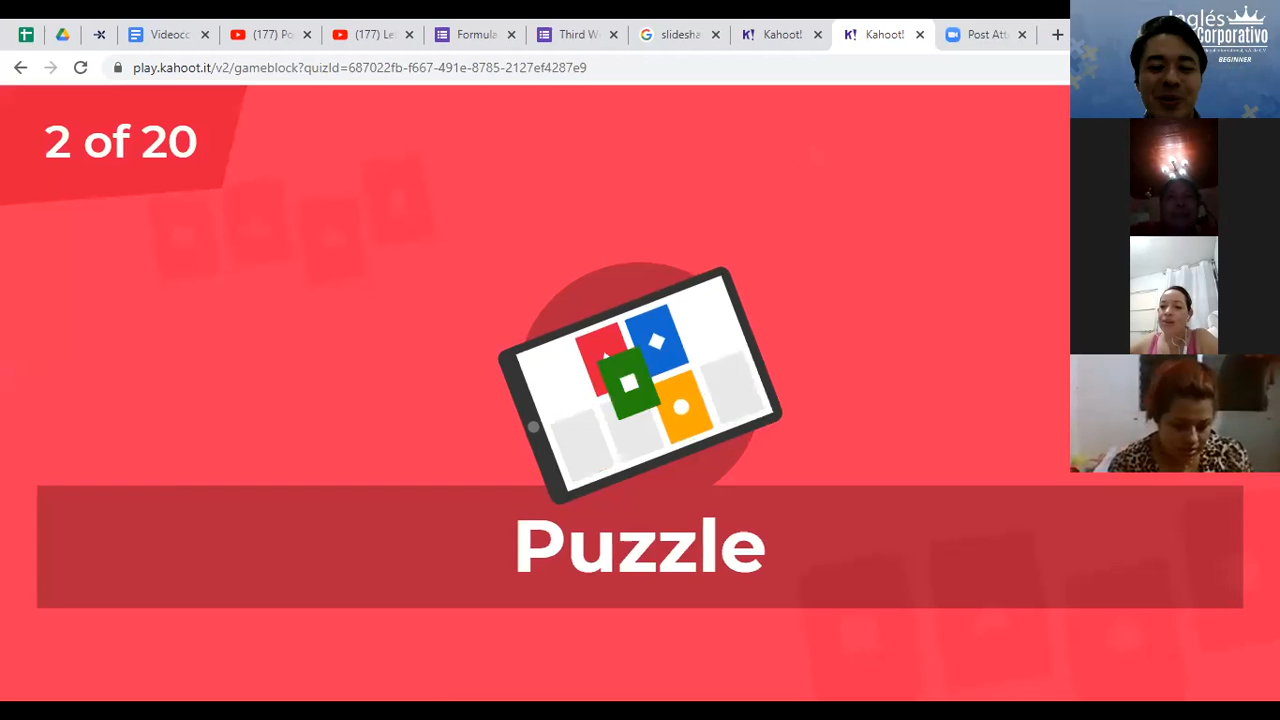 Videoco
(177) Po
(177) Le
Formula
Third W
slidesha
Kahoot!
Kahoot!
Post Atte
play.kahoot.it/v2/gameblock?quizId=687022fb-f667-491e-8785-2127ef4287e9
Inglés
Corporativo
BEGINNER
2 of 20
Puzzle